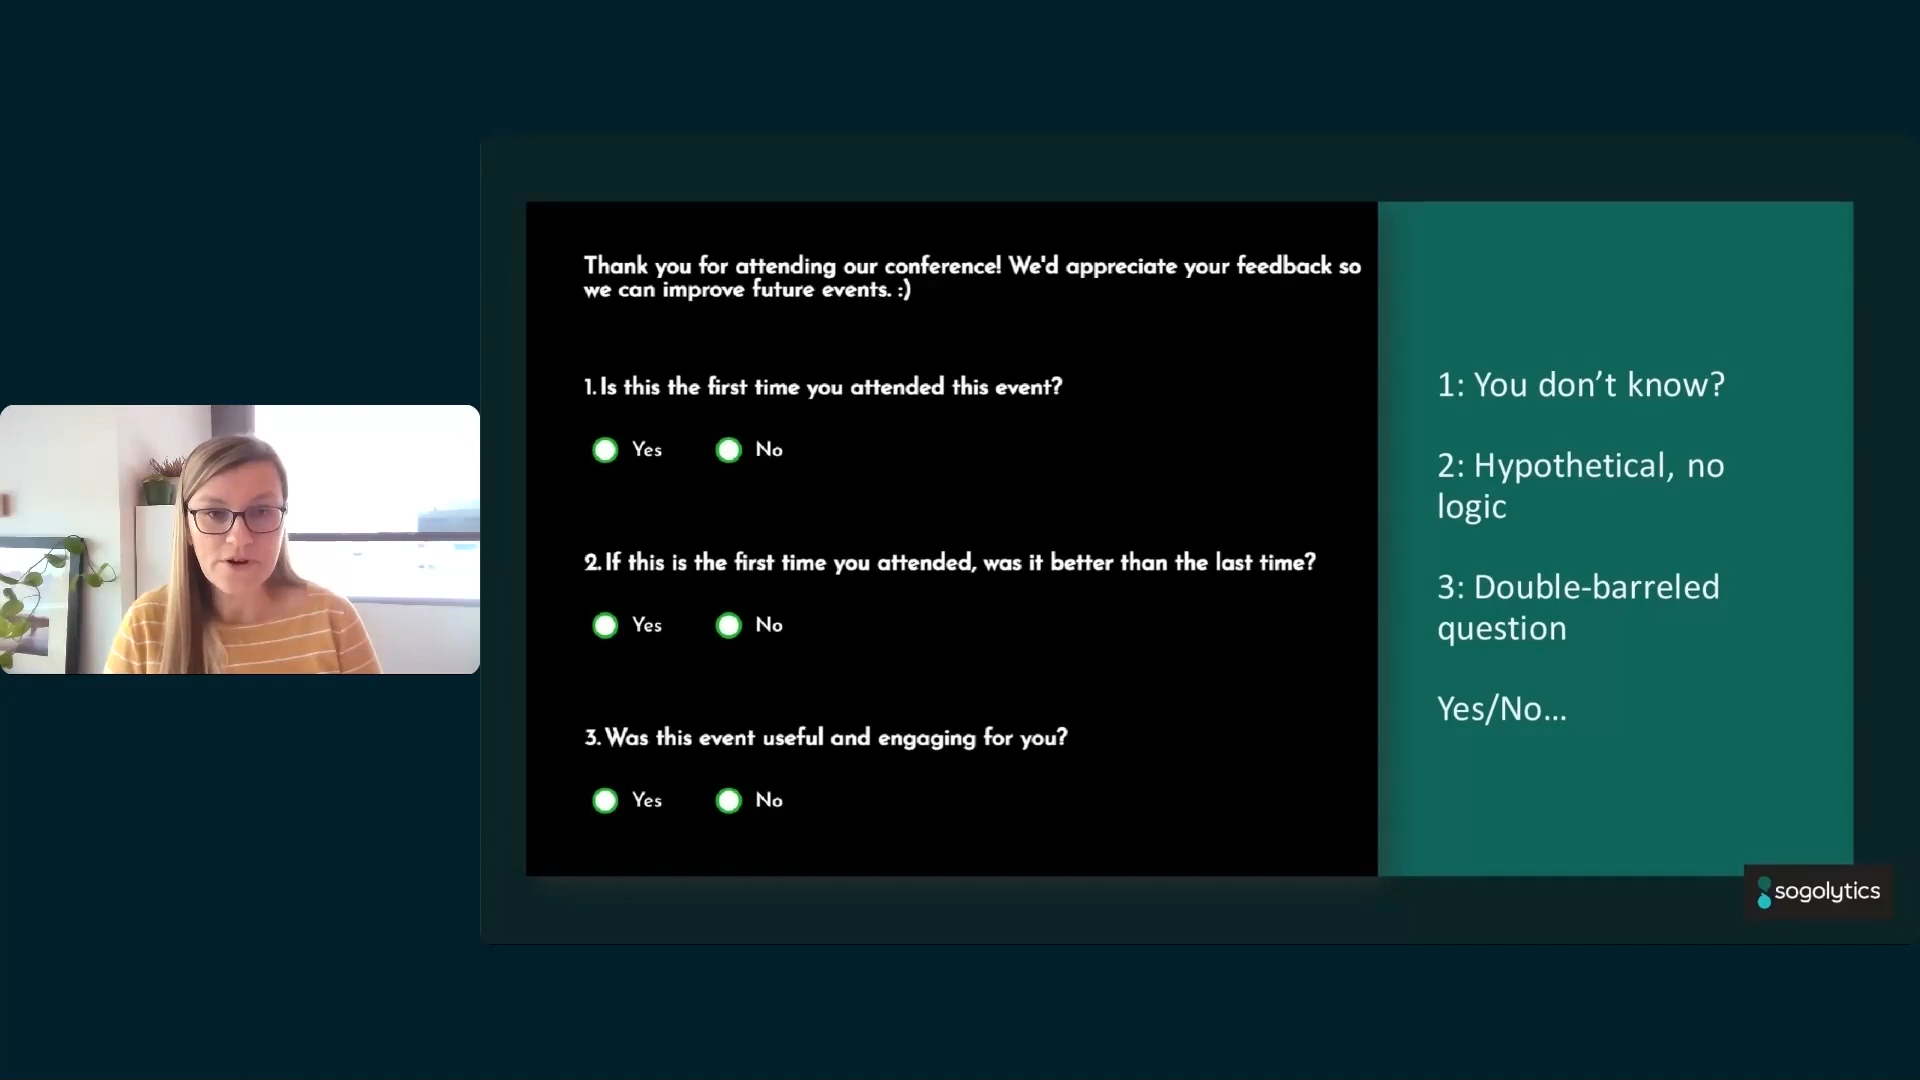 Thank you for attending our conference! We'd appreciate your feedback so
we can improve future events. :)
1. Is this the first time you attended this event?
Yes No
2. If this is the first time you attended, was it better than the last time?
Yes No
3. Was this event useful and engaging for you?
Yes No
1: You don’t know?
2: Hypothetical, no
logic
3: Double-barreled
question
Yes/No...
sogolytics